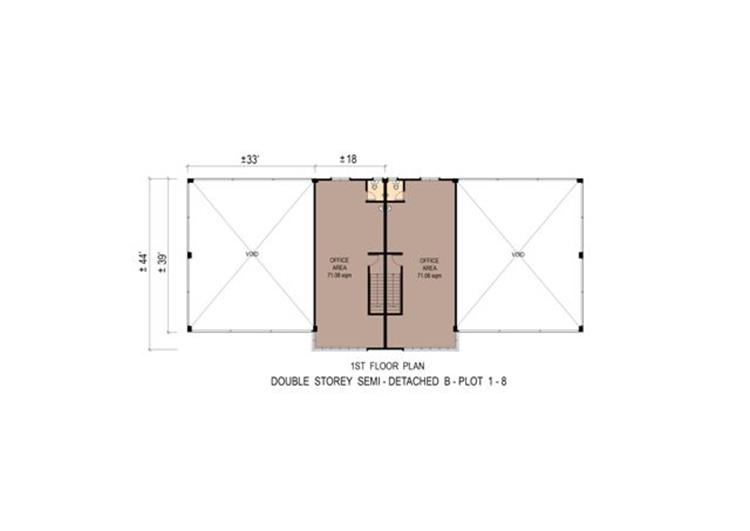 ±33' ±18
± 44'
± 39'
VOID
OFFICE
AREA
71.08 sqm
OFFICE
AREA
71.08 sqm
VOID
1ST FLOOR PLAN
DOUBLE STOREY SEMI - DETACHED B - PLOT 1 - 8